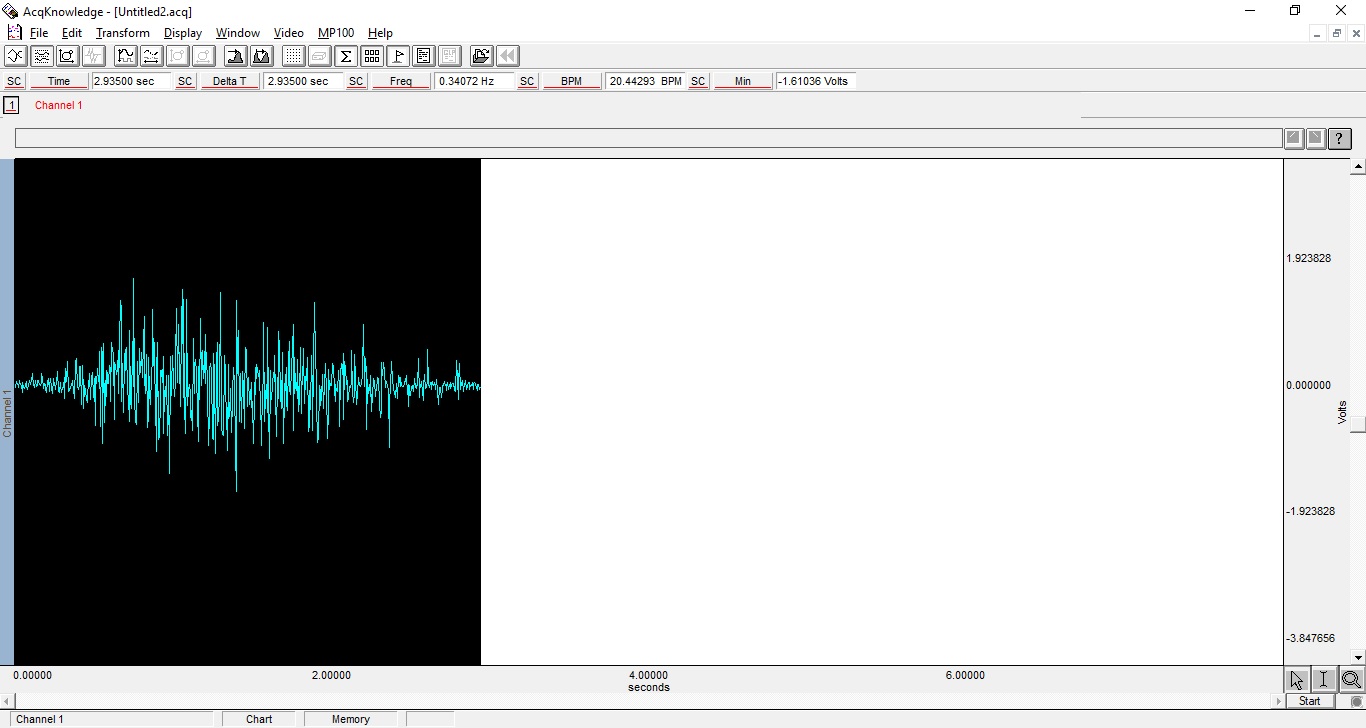 AcqKnowledge - [Untitled2.acq]
File Edit Transform Display Window Video MP100 Help
SC Time 2.93500 sec SC Delta T 2.93500 sec SC Freq 0.34072 Hz SC BPM 20.44293 BPM SC Min -1.61036 Volts
1 Channel 1
?
Channel 1
1.923828
0.000000
Volts
-1.923828
-3.847656
0.00000 2.00000 4.00000 6.00000
seconds
Start
Channel 1 Chart Memory